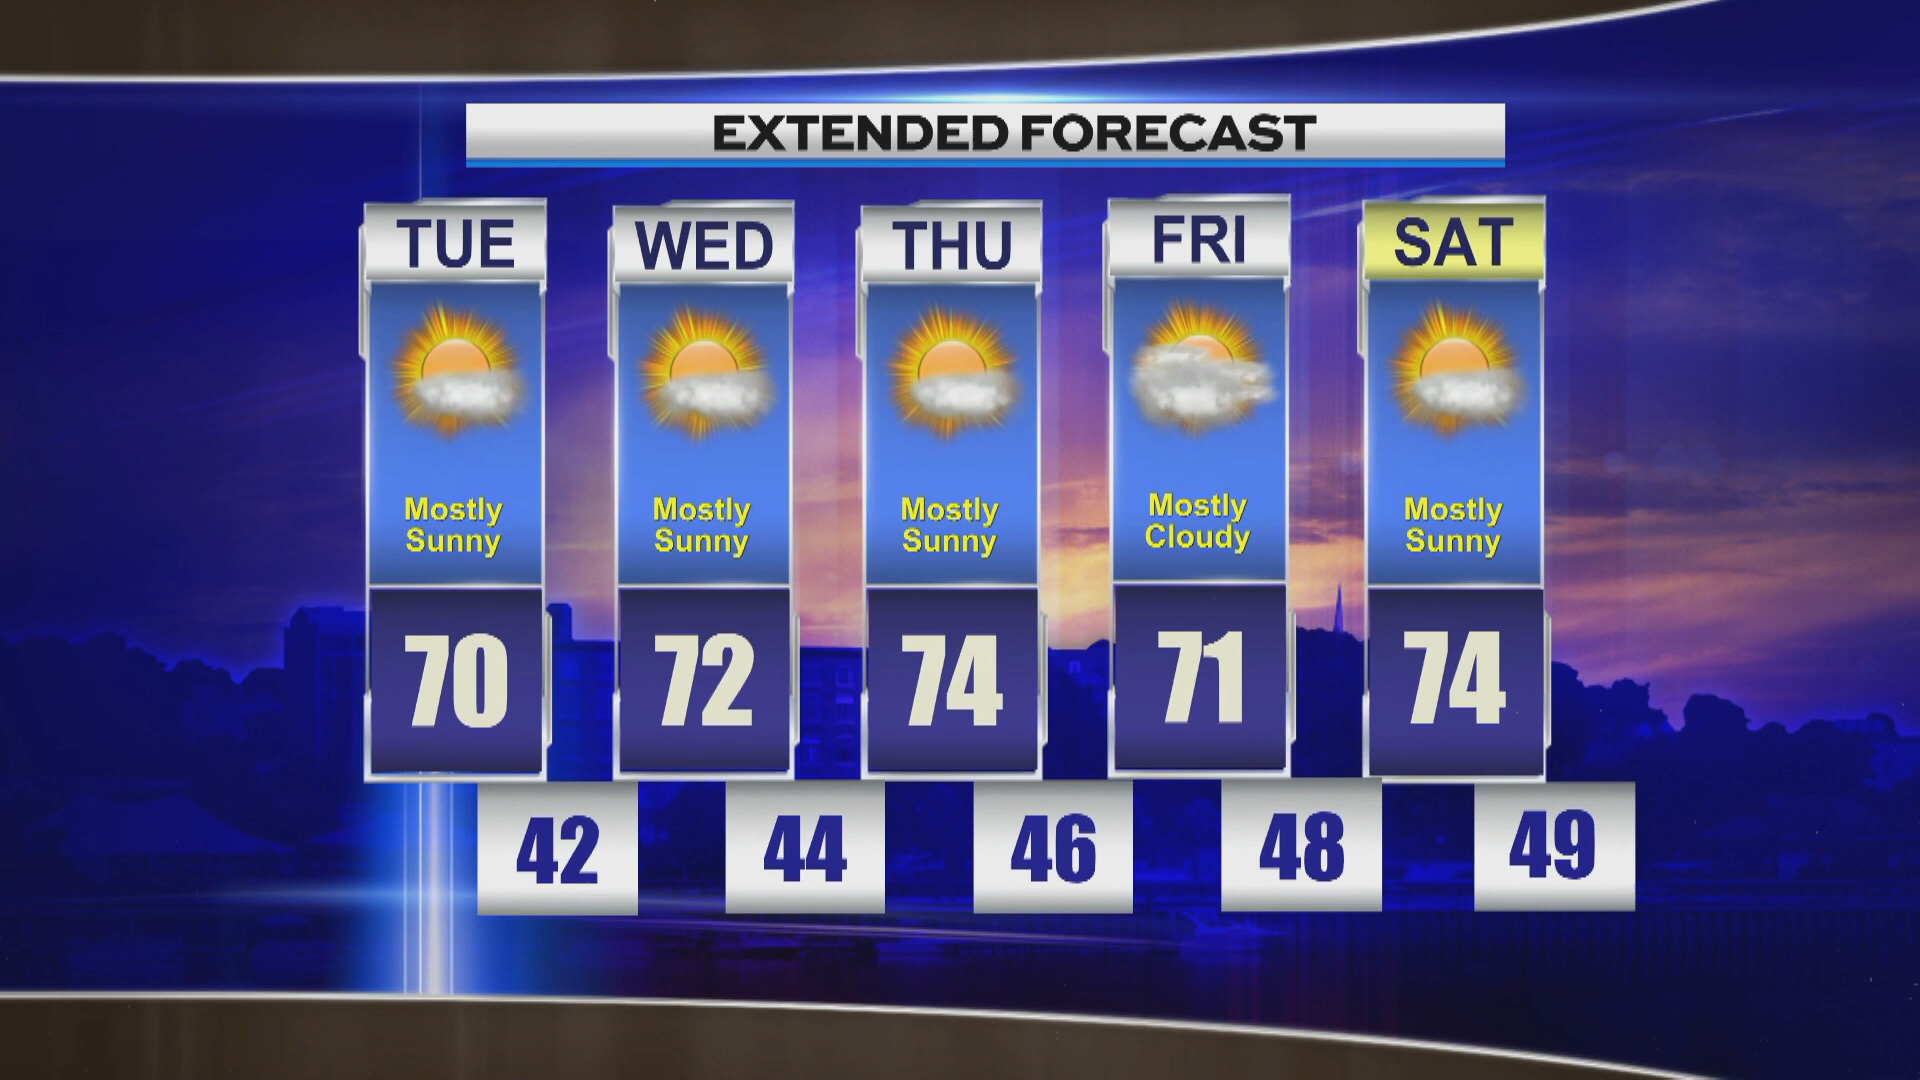 EXTENDED FORECAST
TUE WED THU FRI SAT
Mostly Mostly Mostly Mostly Mostly
Sunny Sunny Sunny Cloudy Sunny
70 72 74 71 74
42 44 46 48 49